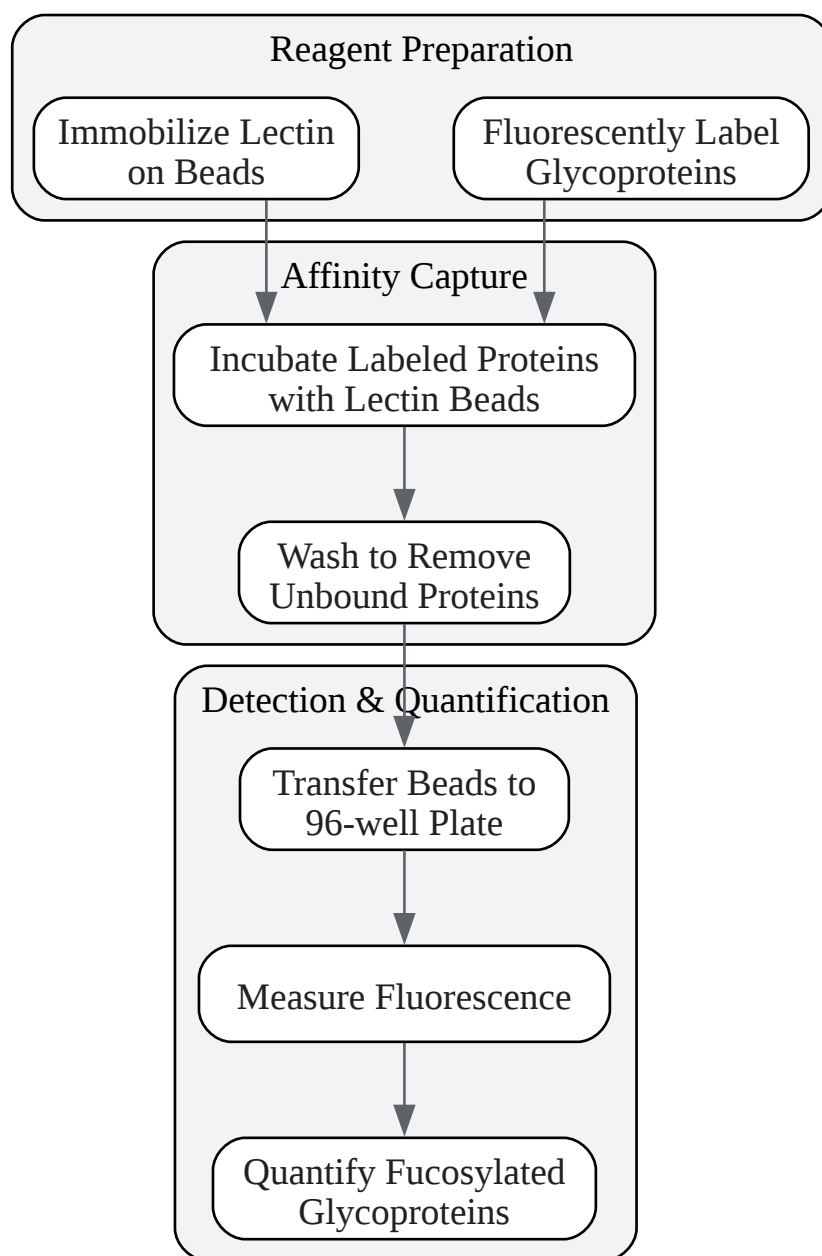 Reagent Preparation
Immobilize Lectin
on Beads
Fluorescently Label
Glycoproteins
Affinity Capture
Incubate Labeled Proteins
with Lectin Beads
Wash to Remove
Unbound Proteins
Detection & Quantification
Transfer Beads to
96-well Plate
Measure Fluorescence
Quantify Fucosylated
Glycoproteins